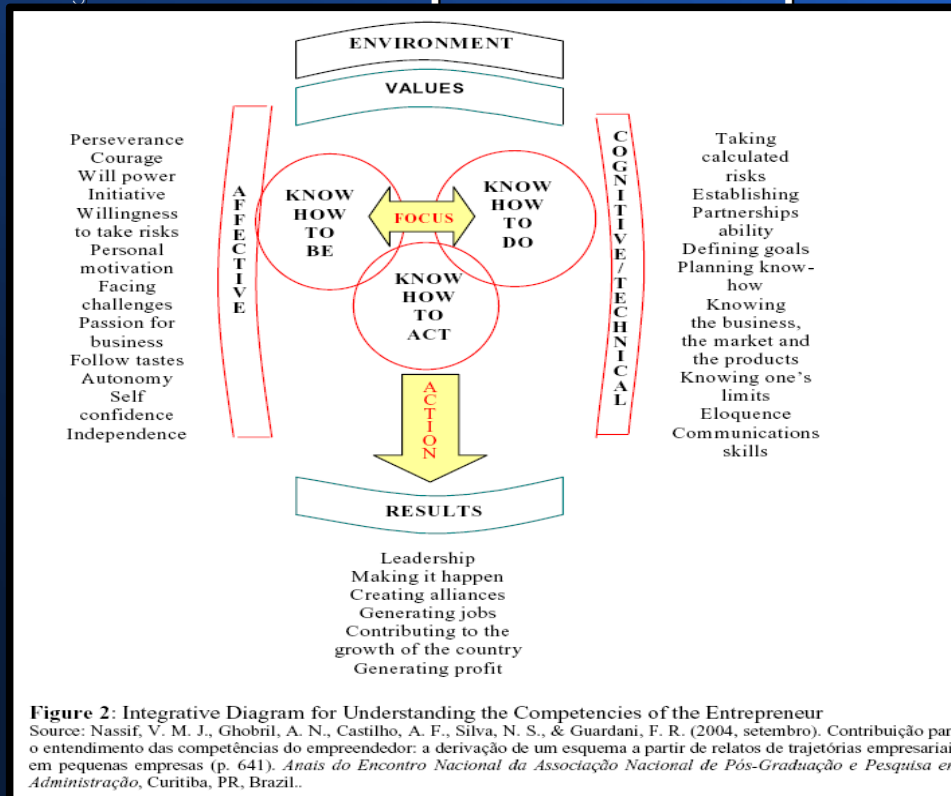 ENVIRONMENT
VALUES
Perseverance
Courage
Will power
Initiative
Willingness
to take risks
Personal
motivation
Facing
challenges
Passion for
business
Follow tastes
Autonomy
Self
confidence
Independence
AFFECTIVE
KNOW
HOW
TO
BE
FOCUS
KNOW
HOW
TO
DO
KNOW
HOW
TO
ACT
COGNITIVE/TECHNICAL
Taking
calculated
risks
Establishing
Partnerships
ability
Defining goals
Planning know-
how
Knowing
the business,
the market and
the products
Knowing one's
limits
Eloquence
Communications
skills
ACTION
RESULTS
Leadership
Making it happen
Creating alliances
Generating jobs
Contributing to the
growth of the country
Generating profit
Figure 2: Integrative Diagram for Understanding the Competencies of the Entrepreneur
Source: Nassif, V. M. J., Ghobril, A. N., Castilho, A. F., Silva, N. S., & Guardani, F. R. (2004, setembro). Contribuição par
o entendimento das competências do empreendedor: a derivação de um esquema a partir de relatos de trajetórias empresariai
em pequenas empresas (p. 641). Anais do Encontro Nacional da Associação Nacional de Pós-Graduação e Pesquisa en
Administração, Curitiba, PR, Brazil..